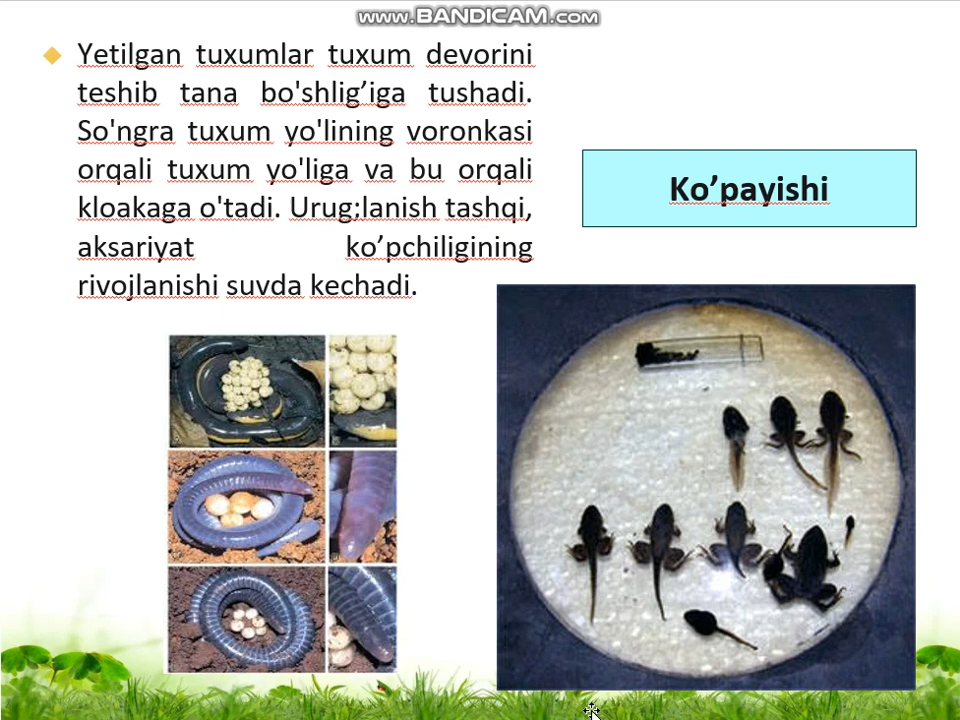 www.BANDICAM.com
Yetilgan tuxumlar tuxum devorini
teshib tana bo'shlig’iga tushadi.
So'ngra tuxum yo'lining voronkasi
orqali tuxum yo'liga va bu orqali
kloakaga o'tadi. Urug;lanish tashqi,
aksariyat ko’pchiligining
rivojlanishi suvda kechadi.
Ko’payishi